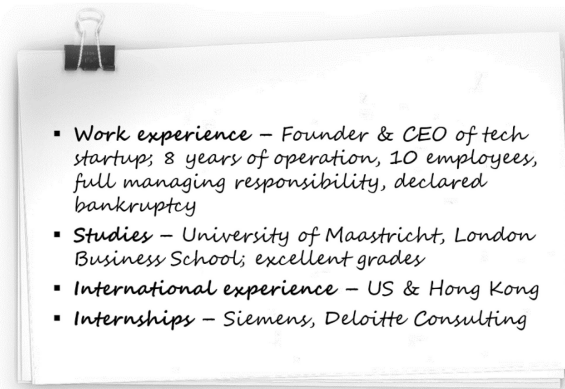 ▪ Work experience – Founder & CEO of tech
startup; 8 years of operation, 10 employees,
full managing responsibility, declared
bankruptcy
▪ Studies – University of Maastricht, London
Business School; excellent grades
▪ International experience – US & Hong Kong
▪ Internships – Siemens, Deloitte Consulting